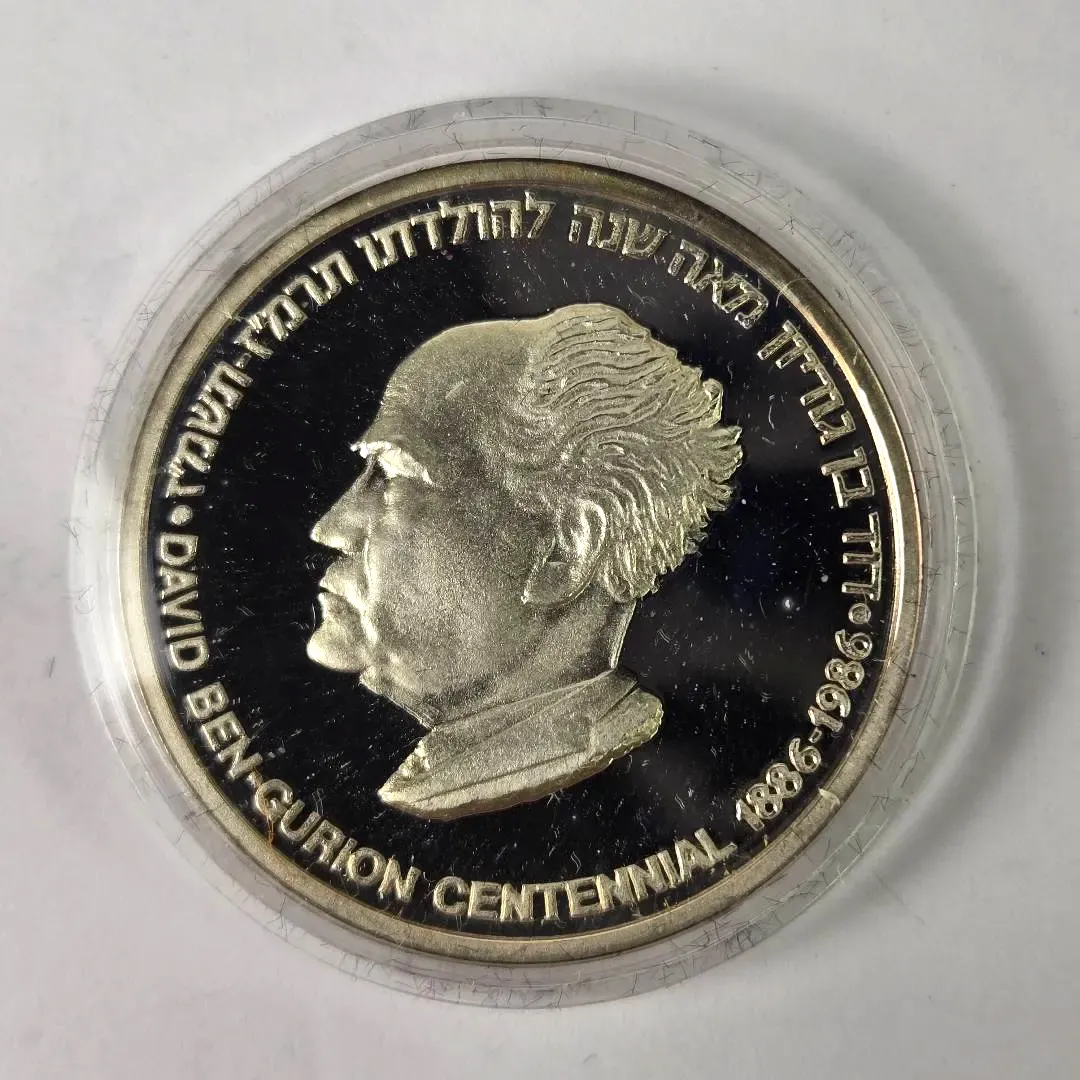 דוד בן גוריון מאה שנה להולדתו תרמ"ז-תשמ"ז •
DAVID BEN-GURION CENTENNIAL 1886-1986 •